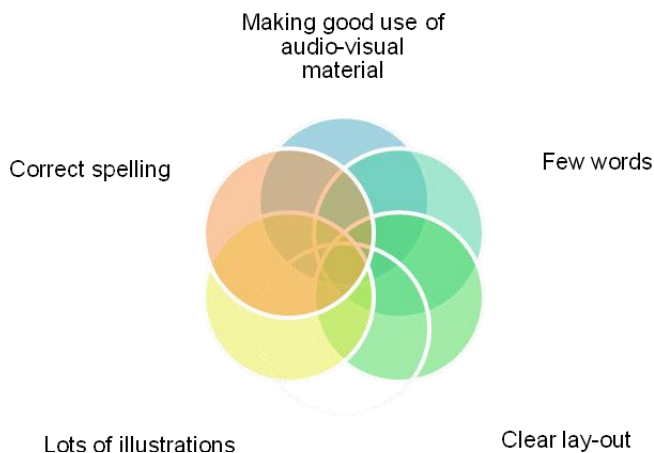 Making good use of
audio-visual
material
Correct spelling
Few words
Lots of illustrations
Clear lay-out